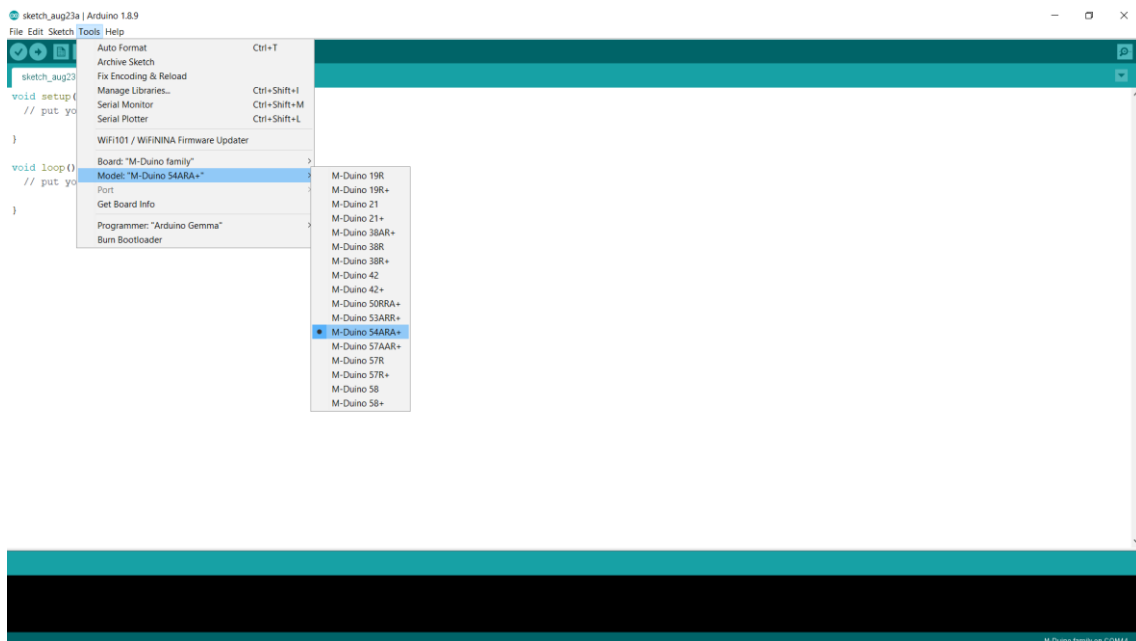 sketch_aug23a | Arduino 1.8.9
File Edit Sketch Tools Help
sketch_aug23
void setup(
// put yo
}
void loop()
// put yo
}
Auto Format Ctrl+T
Archive Sketch
Fix Encoding & Reload
Manage Libraries... Ctrl+Shift+I
Serial Monitor Ctrl+Shift+M
Serial Plotter Ctrl+Shift+L
WiFi101 / WiFiNINA Firmware Updater
Board: "M-Duino family"
Model: "M-Duino 54ARA+"
Port
Get Board Info
Programmer: "Arduino Gemma"
Burn Bootloader
M-Duino 19R
M-Duino 19R+
M-Duino 21
M-Duino 21+
M-Duino 38AR+
M-Duino 38R
M-Duino 38R+
M-Duino 42
M-Duino 42+
M-Duino 50RRA+
M-Duino 53ARR+
M-Duino 54ARA+
M-Duino 57AAR+
M-Duino 57R
M-Duino 57R+
M-Duino 58
M-Duino 58+
M-Duino family on